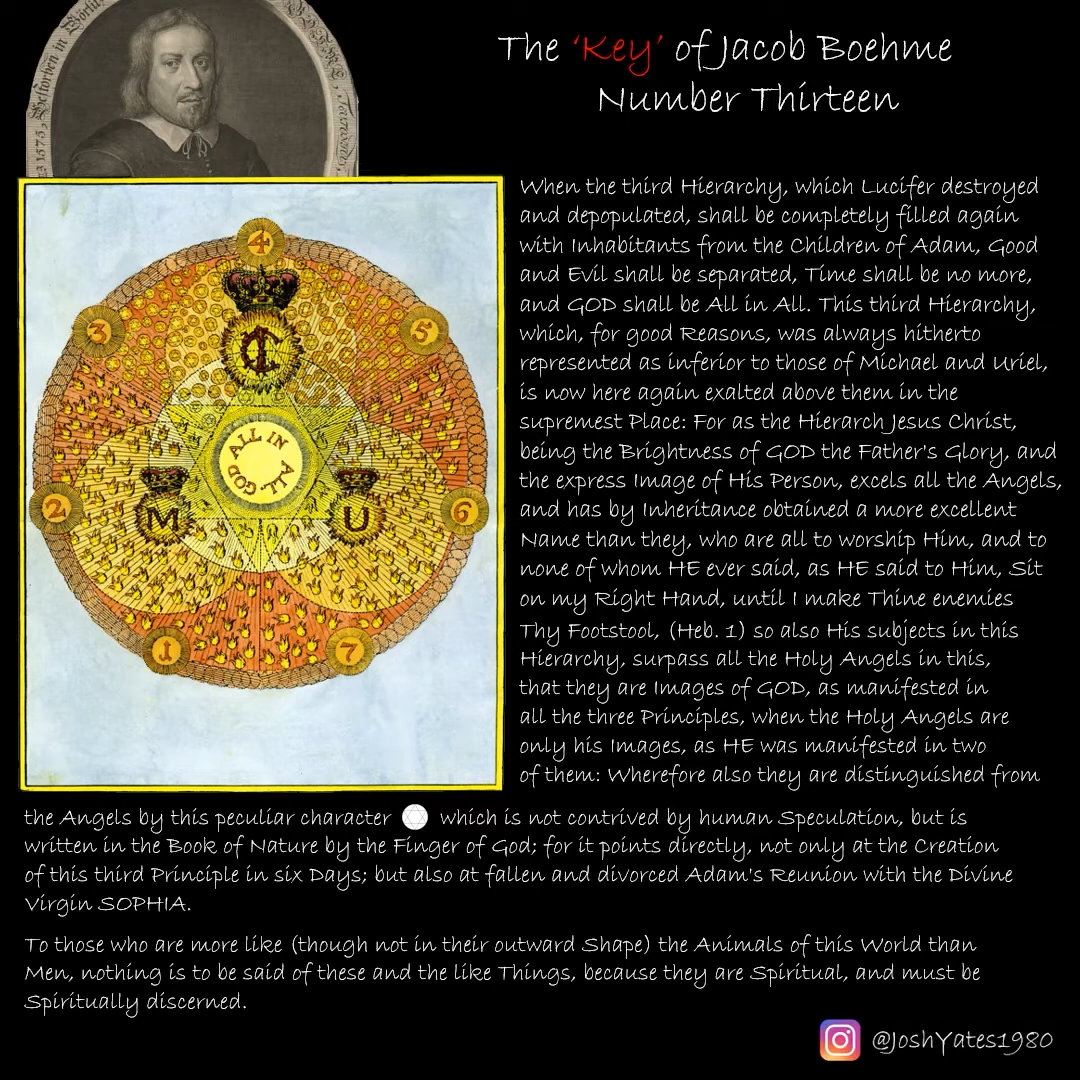 The 'Key' of Jacob Boehme
Number Thirteen
Gestorben in Görlitz
1575,
4
3
5
C
GOD ALL IN ALL
2
M
U
6
1
7
When the third Hierarchy, which Lucifer destroyed
and depopulated, shall be completely filled again
with Inhabitants from the Children of Adam, Good
and Evil shall be separated, Time shall be no more,
and GOD shall be All in All. This third Hierarchy,
which, for good Reasons, was always hitherto
represented as inferior to those of Michael and Uriel,
is now here again exalted above them in the
supremest Place: For as the Hierarch Jesus Christ,
being the Brightness of GOD the Father's Glory, and
the express Image of His Person, excels all the Angels,
and has by Inheritance obtained a more excellent
Name than they, who are all to worship Him, and to
none of whom HE ever said, as HE said to Him, Sit
on my Right Hand, until I make Thine enemies
Thy Footstool, (Heb. 1) so also His subjects in this
Hierarchy, surpass all the Holy Angels in this,
that they are Images of GOD, as manifested in
all the three Principles, when the Holy Angels are
only his Images, as HE was manifested in two
of them: Wherefore also they are distinguished from
the Angels by this peculiar character which is not contrived by human Speculation, but is
written in the Book of Nature by the Finger of God; for it points directly, not only at the Creation
of this third Principle in six Days; but also at fallen and divorced Adam's Reunion with the Divine
Virgin SOPHIA.
To those who are more like (though not in their outward Shape) the Animals of this World than
Men, nothing is to be said of these and the like Things, because they are Spiritual, and must be
Spiritually discerned.
@JoshYates1980